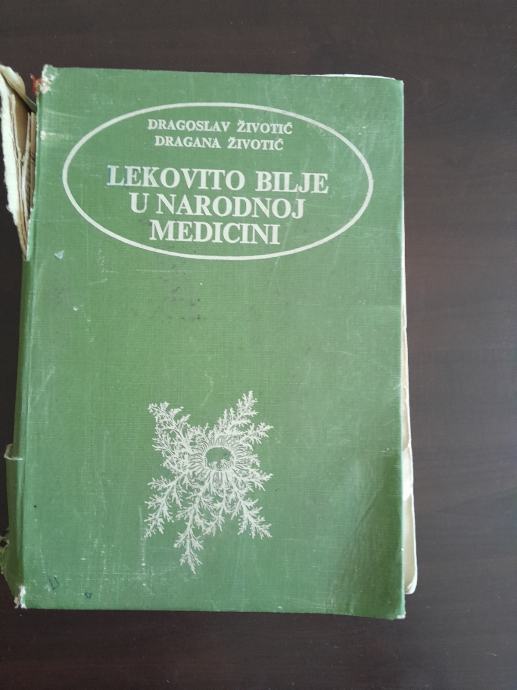 DRAGOSLAV ŽIVOTIĆ
DRAGANA ŽIVOTIĆ
LEKOVITO BILJE
U NARODNOJ
MEDICINI